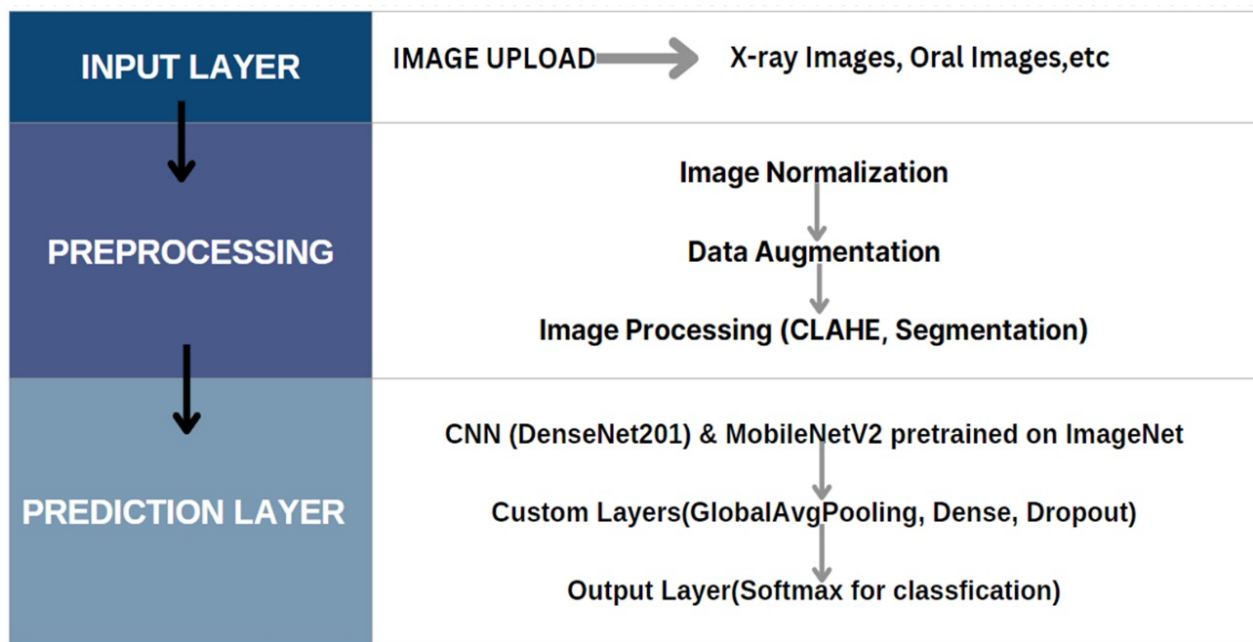 INPUT LAYER
IMAGE UPLOAD
X-ray Images, Oral Images,etc
PREPROCESSING
Image Normalization
Data Augmentation
Image Processing (CLAHE, Segmentation)
PREDICTION LAYER
CNN (DenseNet201) & MobileNetV2 pretrained on ImageNet
Custom Layers(GlobalAvgPooling, Dense, Dropout)
Output Layer(Softmax for classfication)